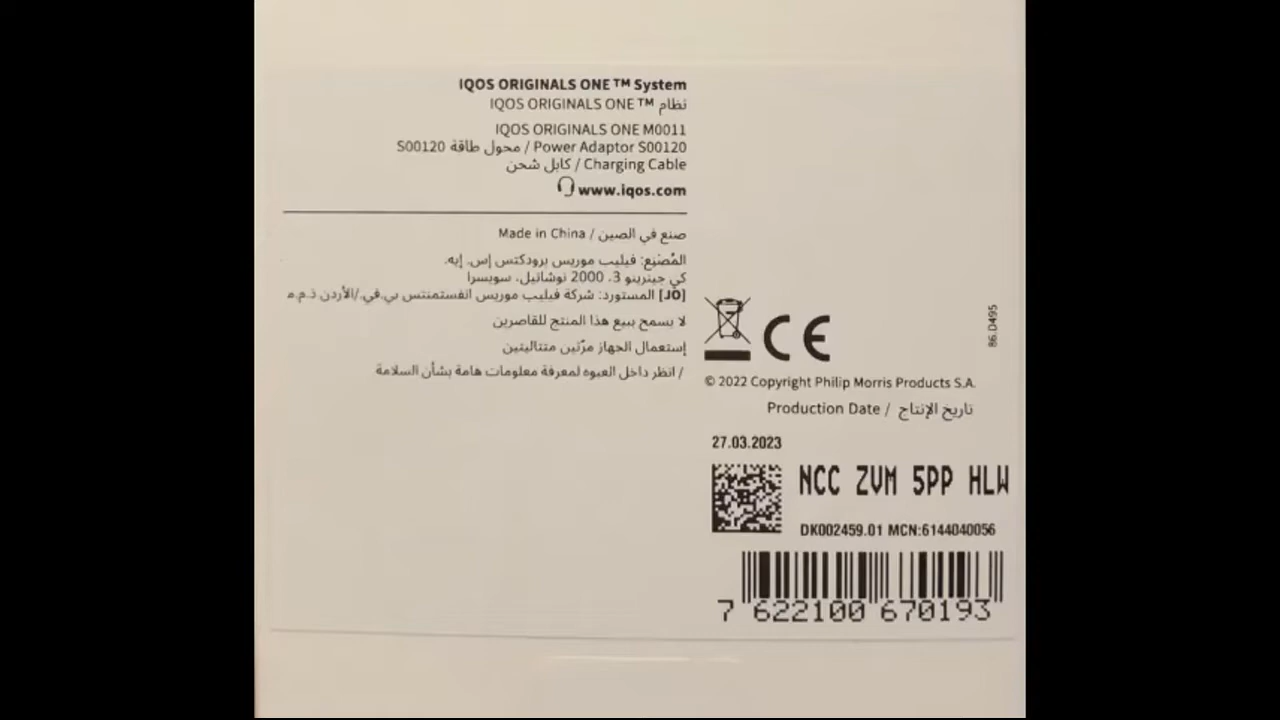 IQOS ORIGINALS ONE™ System
نظام IQOS ORIGINALS ONE™
IQOS ORIGINALS ONE M0011
محول طاقة S00120 / Power Adaptor S00120
كابل شحن / Charging Cable
www.iqos.com
صنع في الصين / Made in China
المُصنِع: فيليب موريس برودكتس إس. إيه.
كي جينرينو 3، 2000 نوشاتيل، سويسرا
[JO] المستورد: شركة فيليب موريس انفستمنتس بي.في./الأردن ذ.م.م
لا يسمح ببيع هذا المنتج للقاصرين
إستعمال الجهاز مرّتين متتاليتين
/ انظر داخل العبوه لمعرفة معلومات هامة بشأن السلامة
CE
86.D495
© 2022 Copyright Philip Morris Products S.A.
Production Date / تاريخ الإنتاج
27.03.2023
NCC ZVM 5PP HLW
DK002459.01 MCN:6144040056
7 622100 670193